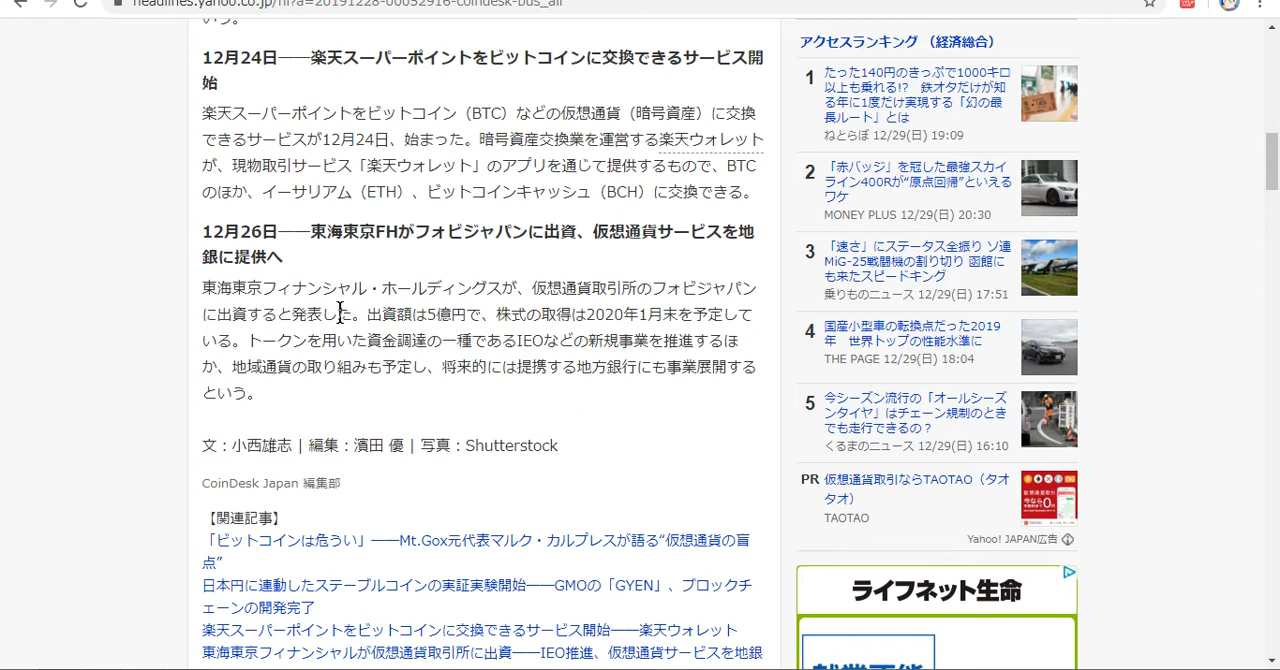 headlines.yahoo.co.jp/hl?a=20191228-00052916-coindesk-bus_all
いう。
12月24日――楽天スーパーポイントをビットコインに交換できるサービス開
始
楽天スーパーポイントをビットコイン（BTC）などの仮想通貨（暗号資産）に交換
できるサービスが12月24日、始まった。暗号資産交換業を運営する楽天ウォレット
が、現物取引サービス「楽天ウォレット」のアプリを通じて提供するもので、BTC
のほか、イーサリアム（ETH）、ビットコインキャッシュ（BCH）に交換できる。
12月26日――東海東京FHがフォビジャパンに出資、仮想通貨サービスを地
銀に提供へ
東海東京フィナンシャル・ホールディングスが、仮想通貨取引所のフォビジャパン
に出資すると発表した。出資額は5億円で、株式の取得は2020年1月末を予定して
いる。トークンを用いた資金調達の一種であるIEOなどの新規事業を推進するほ
か、地域通貨の取り組みも予定し、将来的には提携する地方銀行にも事業展開する
という。
文：小西雄志 | 編集：濱田 優 | 写真：Shutterstock
CoinDesk Japan 編集部
【関連記事】
「ビットコインは危うい」――Mt.Gox元代表マルク・カルプレスが語る“仮想通貨の盲
点”
日本円に連動したステーブルコインの実証実験開始――GMOの「GYEN」、ブロックチ
ェーンの開発完了
楽天スーパーポイントをビットコインに交換できるサービス開始――楽天ウォレット
東海東京フィナンシャルが仮想通貨取引所に出資――IEO推進、仮想通貨サービスを地銀
アクセスランキング （経済総合）
1
たった140円のきっぷで1000キロ
以上も乗れる!? 鉄オタだけが知
る年に1度だけ実現する「幻の最
長ルート」とは
ねとらぼ 12/29(日) 19:09
2
「赤バッジ」を冠した最強スカイ
ライン400Rが“原点回帰”といえる
ワケ
MONEY PLUS 12/29(日) 20:30
3
「速さ」にステータス全振り ソ連
MiG-25戦闘機の割り切り 函館に
も来たスピードキング
乗りものニュース 12/29(日) 17:51
4
国産小型車の転換点だった2019
年 世界トップの性能水準に
THE PAGE 12/29(日) 18:04
5
今シーズン流行の「オールシーズ
ンタイヤ」はチェーン規制のとき
でも走行できるの？
くるまのニュース 12/29(日) 16:10
PR 仮想通貨取引ならTAOTAO（タオ
タオ）
TAOTAO
Yahoo! JAPAN広告
ライフネット生命